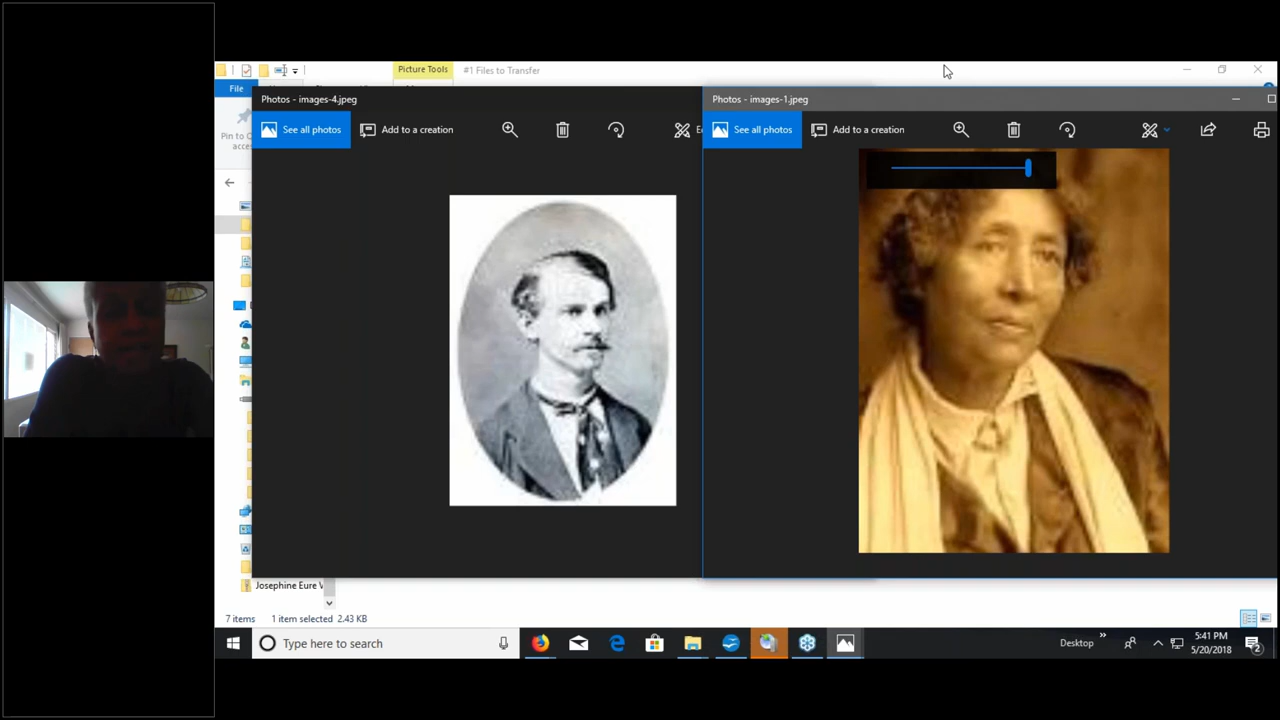 Picture Tools
#1 Files to Transfer
File
Photos - images-4.jpeg
Photos - images-1.jpeg
See all photos
Add to a creation
See all photos
Add to a creation
Josephine Eure
7 items
1 item selected 2.43 KB
Type here to search
Desktop
5:41 PM
5/20/2018
2